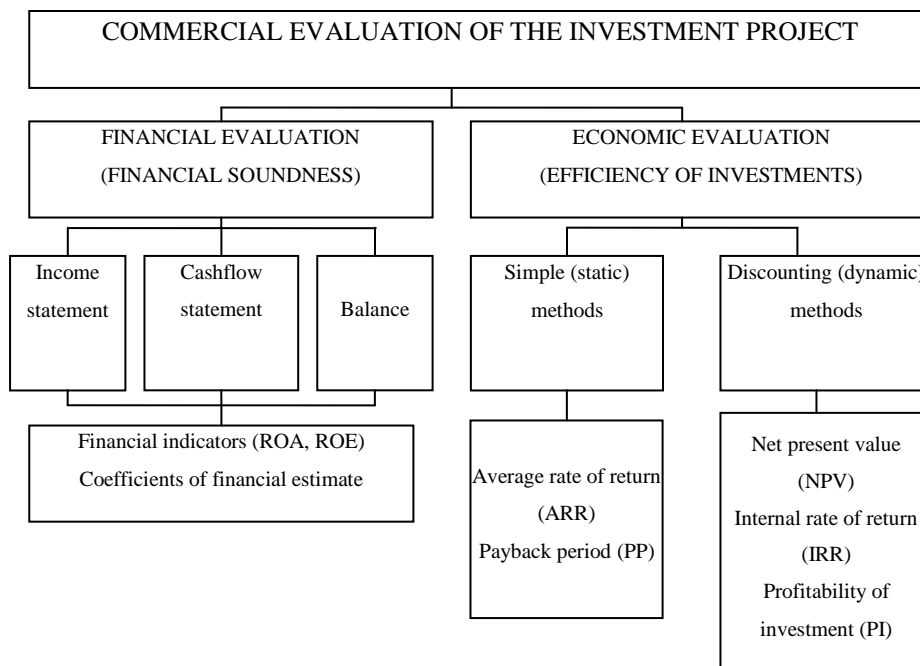 COMMERCIAL EVALUATION OF THE INVESTMENT PROJECT
FINANCIAL EVALUATION
(FINANCIAL SOUNDNESS)
ECONOMIC EVALUATION
(EFFICIENCY OF INVESTMENTS)
Income
statement
Cashflow
statement
Balance
Simple (static)
methods
Discounting (dynamic)
methods
Financial indicators (ROA, ROE)
Coefficients of financial estimate
Average rate of return
(ARR)
Payback period (PP)
Net present value
(NPV)
Internal rate of return
(IRR)
Profitability of
investment (PI)